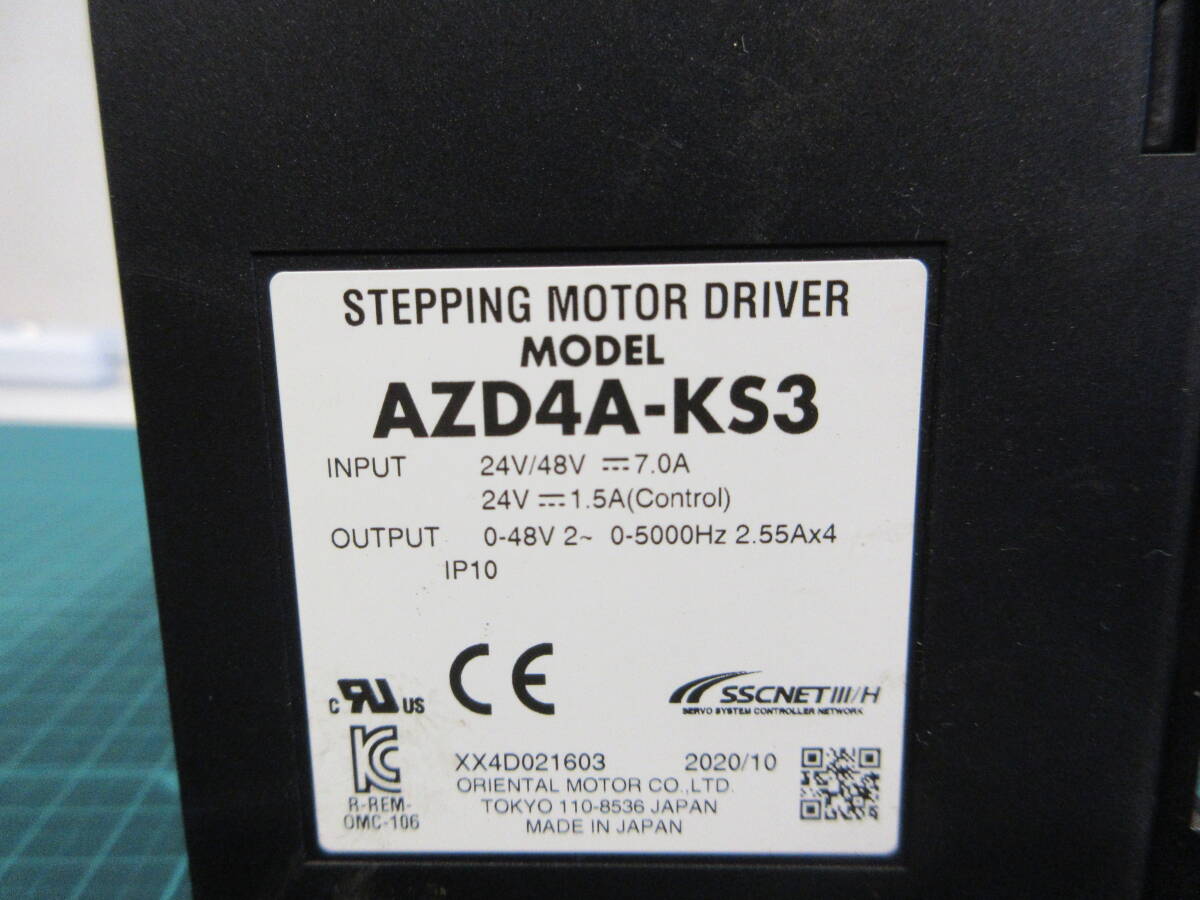 STEPPING MOTOR DRIVER
MODEL
AZD4A-KS3
INPUT 24V/48V ⎓ 7.0A
24V ⎓ 1.5A(Control)
OUTPUT 0-48V 2~ 0-5000Hz 2.55Ax4
IP10
C RU US
CE
SSCNETIII/H
SERVO SYSTEM CONTROLLER NETWORK
KC
R-REM-
OMC-106
XX4D021603 2020/10
ORIENTAL MOTOR CO.,LTD.
TOKYO 110-8536 JAPAN
MADE IN JAPAN